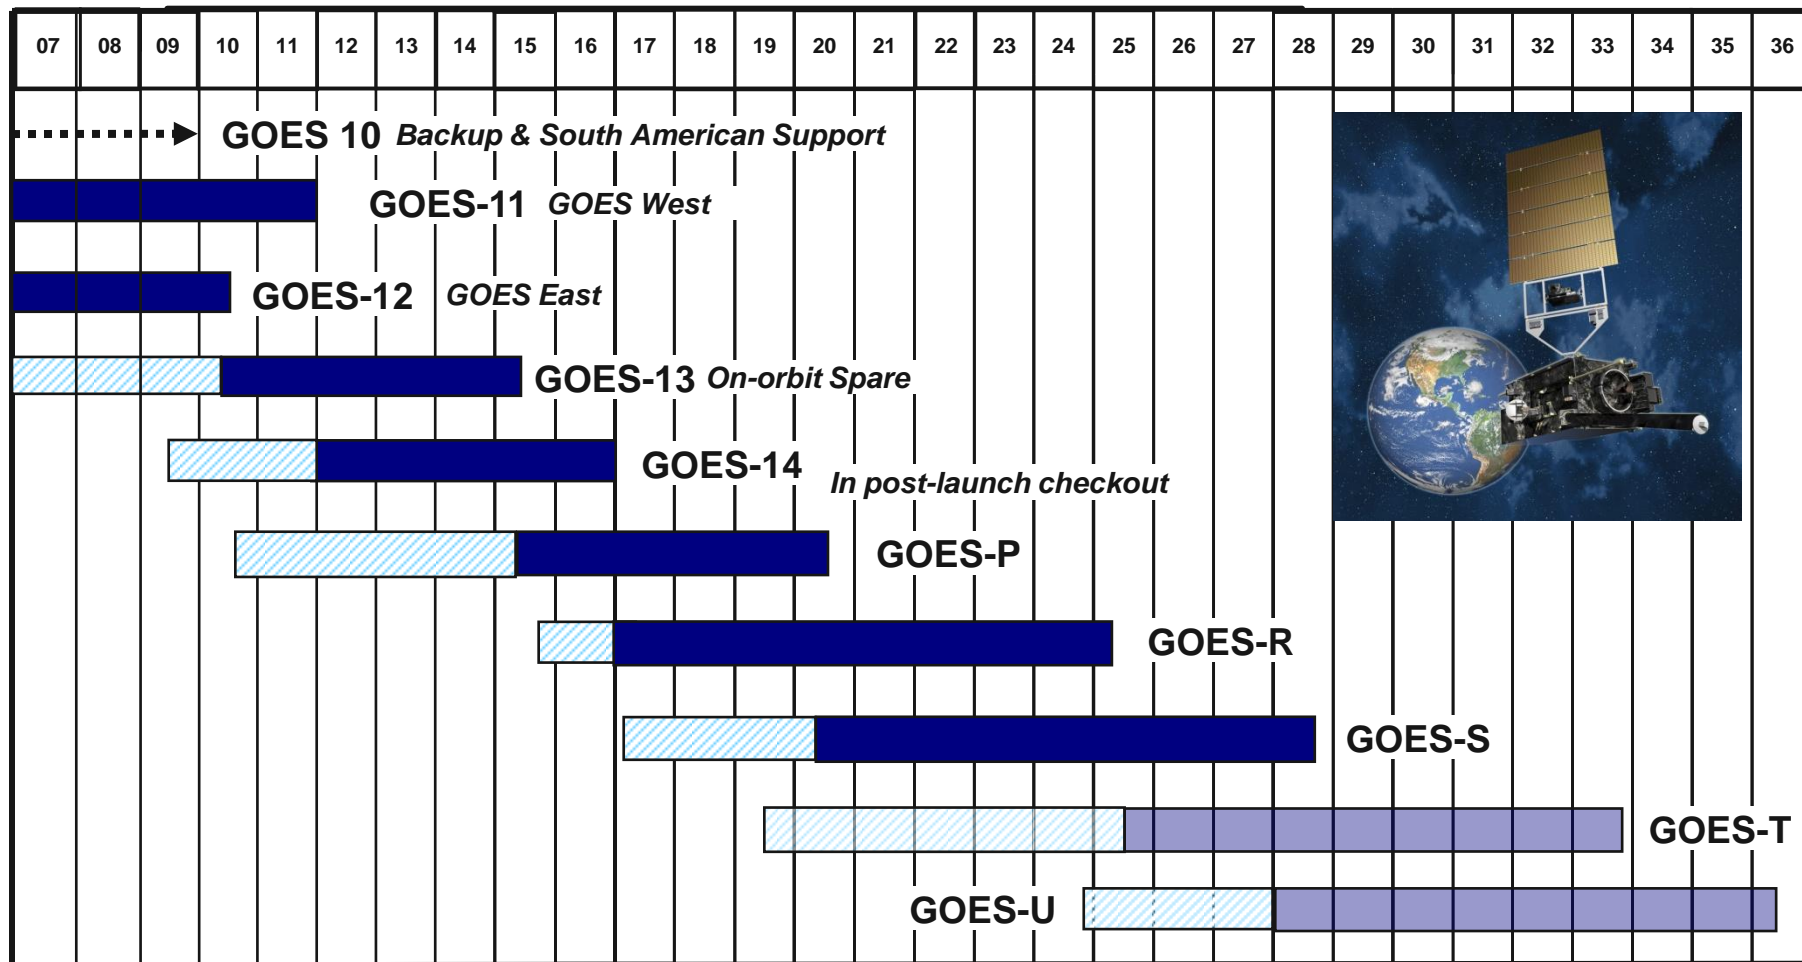 07 08 09 10 11 12 13 14 15 16 17 18 19 20 21 22 23 24 25 26 27 28 29 30 31 32 33 34 35 36
GOES 10 Backup & South American Support
GOES-11 GOES West
GOES-12 GOES East
GOES-13 On-orbit Spare
GOES-14
In post-launch checkout
GOES-P
GOES-R
GOES-S
GOES-T
GOES-U